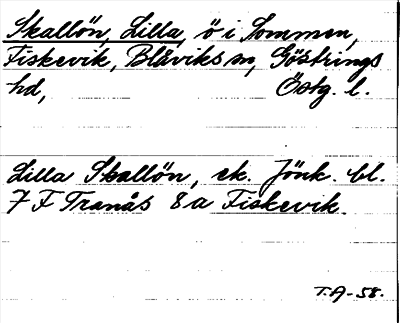 Skallön, Lilla, ö i Sommen,
Fiskevik, Blåviks sn, Göstrings
hd, Östg. l.
Lilla Skallön, ek. Jönk. bl.
7 F Tranås 8 a Fiskevik.
T.A-58.